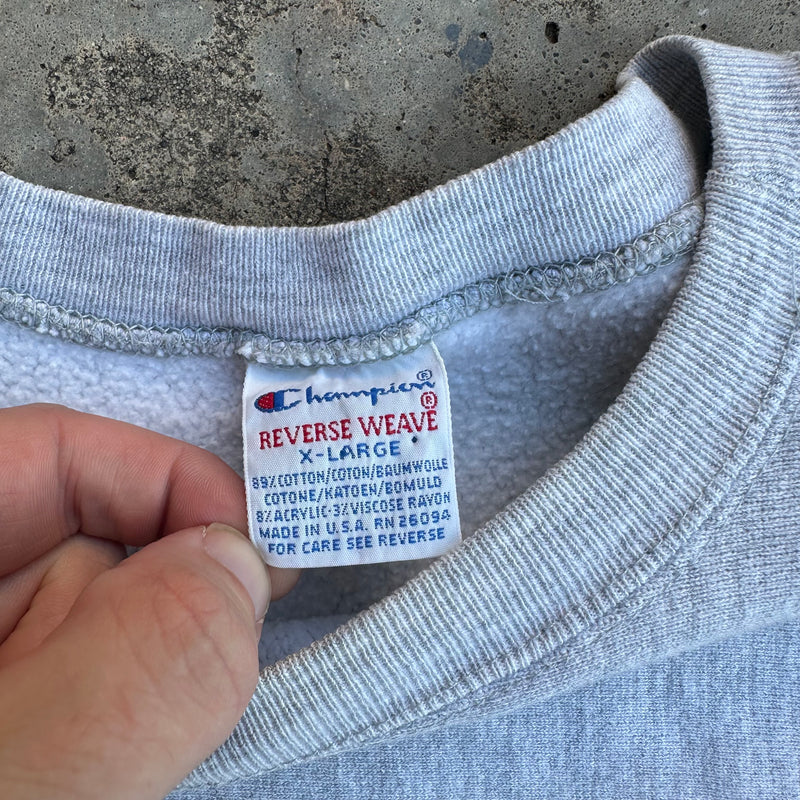 Champion®
REVERSE WEAVE®
X-LARGE
89%COTTON/COTON/BAUMWOLLE
COTONE/KATOEN/BOMULD
8%ACRYLIC-3%VISCOSE RAYON
MADE IN U.S.A. RN 26094
FOR CARE SEE REVERSE